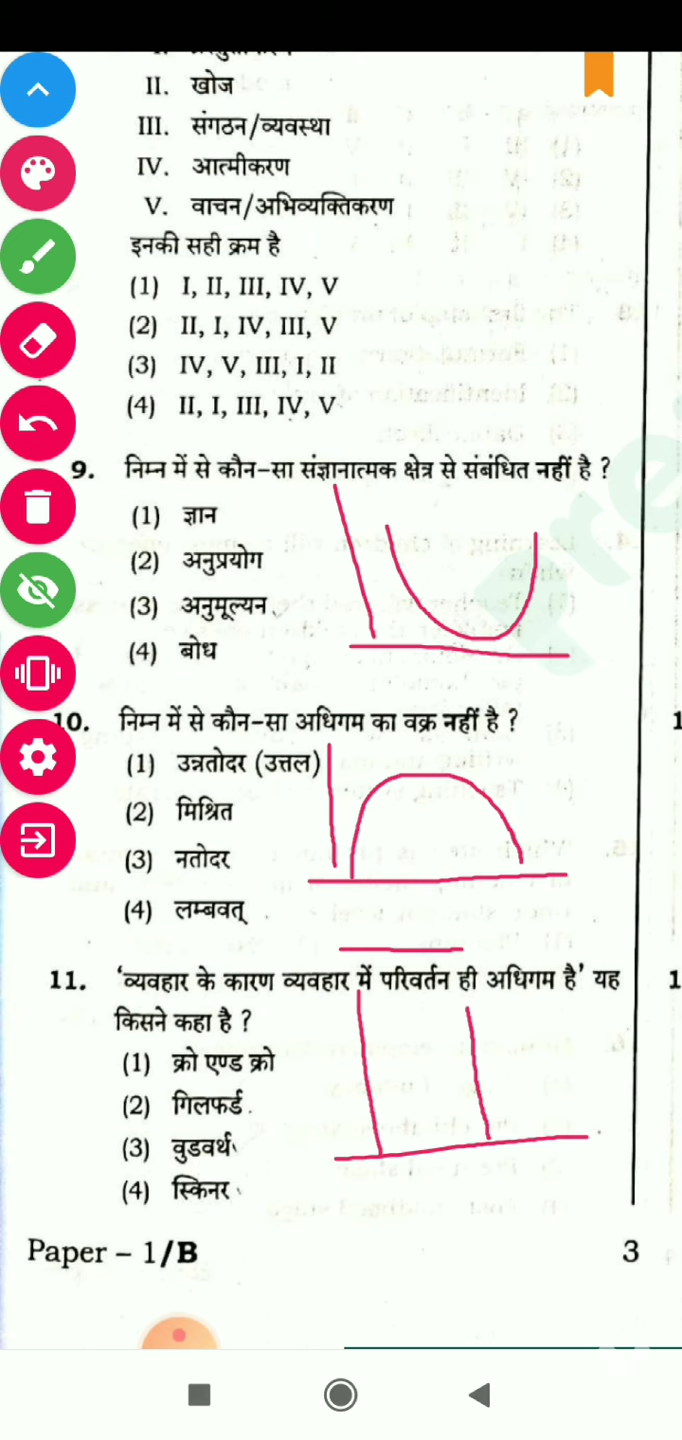 II. खोज
III. संगठन/व्यवस्था
IV. आत्मीकरण
V. वाचन/अभिव्यक्तिकरण
इनकी सही क्रम है
(1) I, II, III, IV, V
(2) II, I, IV, III, V
(3) IV, V, III, I, II
(4) II, I, III, IV, V
9. निम्न में से कौन-सा संज्ञानात्मक क्षेत्र से संबंधित नहीं है ?
(1) ज्ञान
(2) अनुप्रयोग
(3) अनुमूल्यन
(4) बोध
10. निम्न में से कौन-सा अधिगम का वक्र नहीं है ?
(1) उन्नतोदर (उत्तल)
(2) मिश्रित
(3) नतोदर
(4) लम्बवत्
11. ‘व्यवहार के कारण व्यवहार में परिवर्तन ही अधिगम है’ यह
किसने कहा है ?
(1) क्रो एण्ड क्रो
(2) गिलफर्ड
(3) वुडवर्थ
(4) स्किनर
Paper – 1/B
3